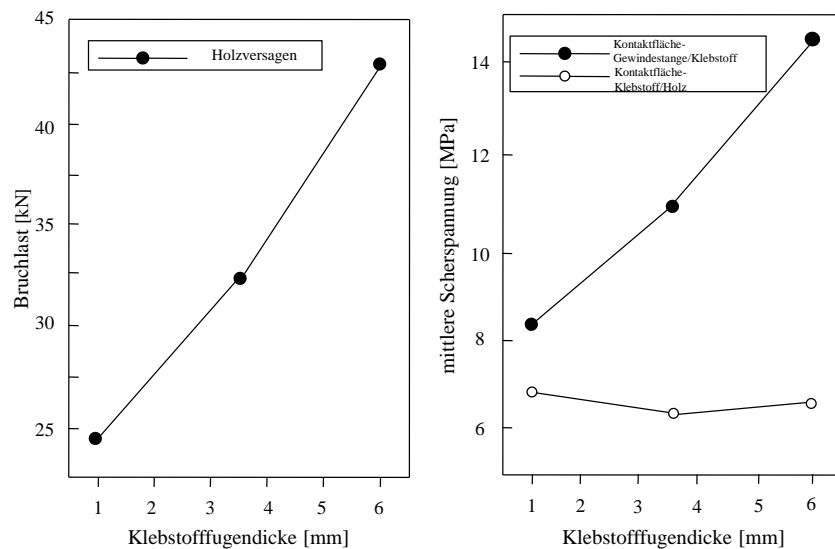 45
40
35
30
25
Bruchlast [kN]
Holzversagen
1 2 3 4 5 6
Klebstofffugendicke [mm]
14
12
10
8
6
mittlere Scherspannung [MPa]
Kontaktfläche-
Gewindestange/Klebstoff
Kontaktfläche-
Klebstoff/Holz
1 2 3 4 5 6
Klebstofffugendicke [mm]